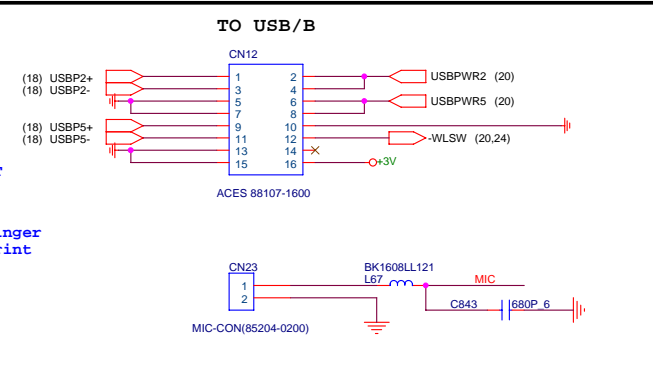 TO USB/B
CN12
(18) USBP2+
(18) USBP2-
(18) USBP5+
(18) USBP5-
1 2
3 4
5 6
7 8
9 10
11 12
13 14
15 16
USBPWR2 (20)
USBPWR5 (20)
-WLSW (20,24)
+3V
ACES 88107-1600
inger
rint
CN23
1
2
MIC-CON(85204-0200)
BK1608LL121
L67
MIC
C843
680P_6